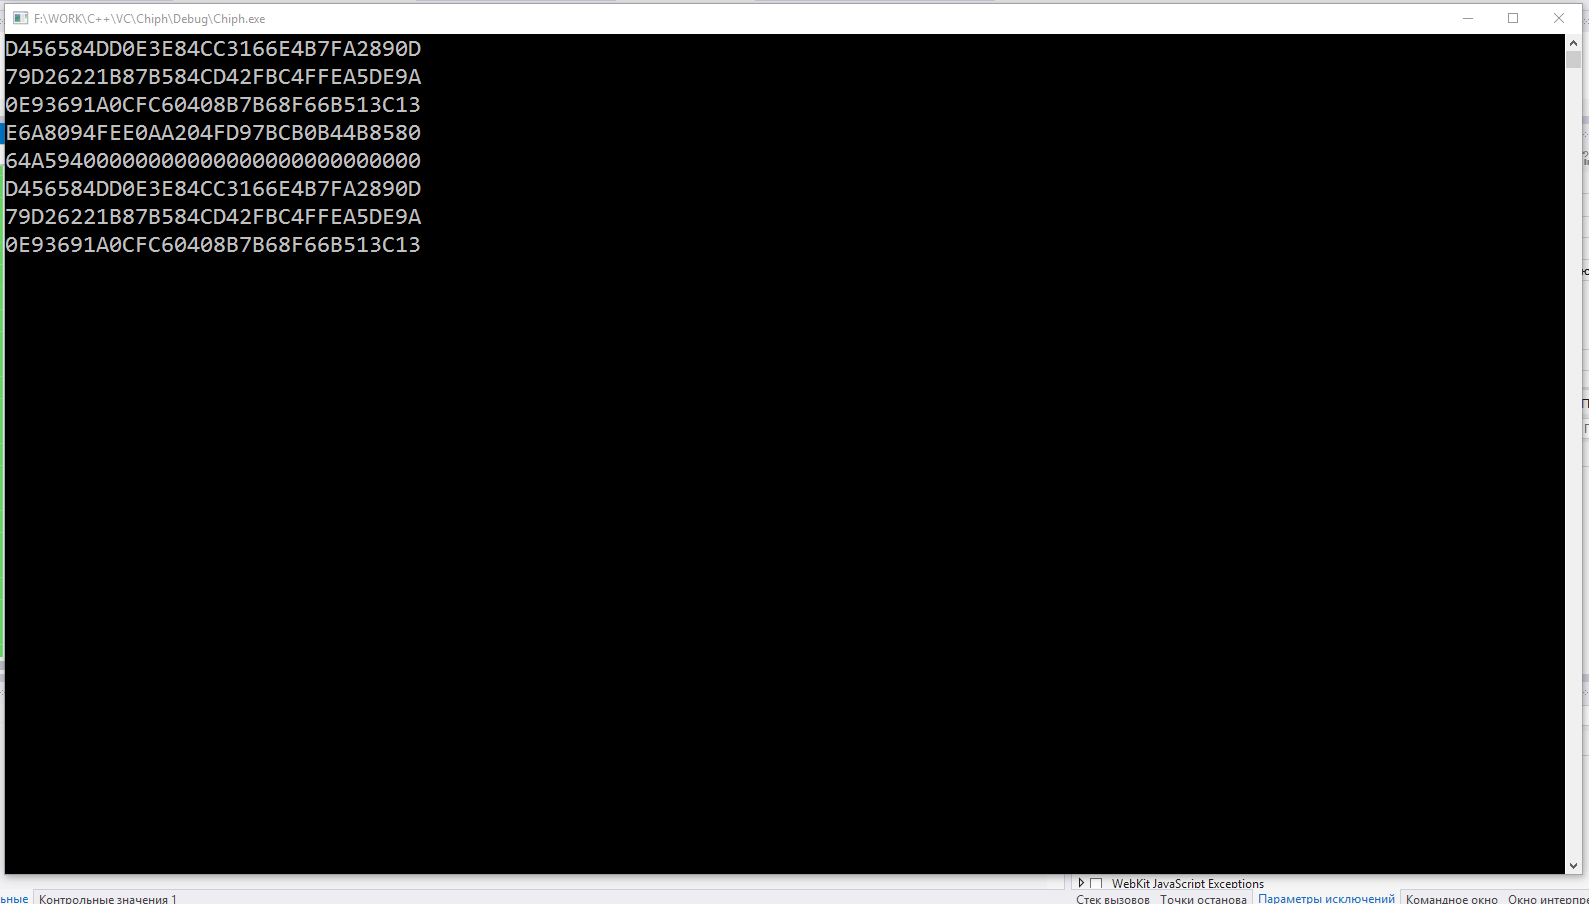 F:\WORK\C++\VC\Chiph\Debug\Chiph.exe
D456584DD0E3E84CC3166E4B7FA2890D
79D26221B87B584CD42FBC4FFEA5DE9A
0E93691A0CFC60408B7B68F66B513C13
E6A8094FEE0AA204FD97BCB0B44B8580
64A59400000000000000000000000000
D456584DD0E3E84CC3166E4B7FA2890D
79D26221B87B584CD42FBC4FFEA5DE9A
0E93691A0CFC60408B7B68F66B513C13
WebKit JavaScript Exceptions
ьные Контрольные значения 1 Стек вызовов Точки останова Параметры исключений Командное окно Окно интерпре